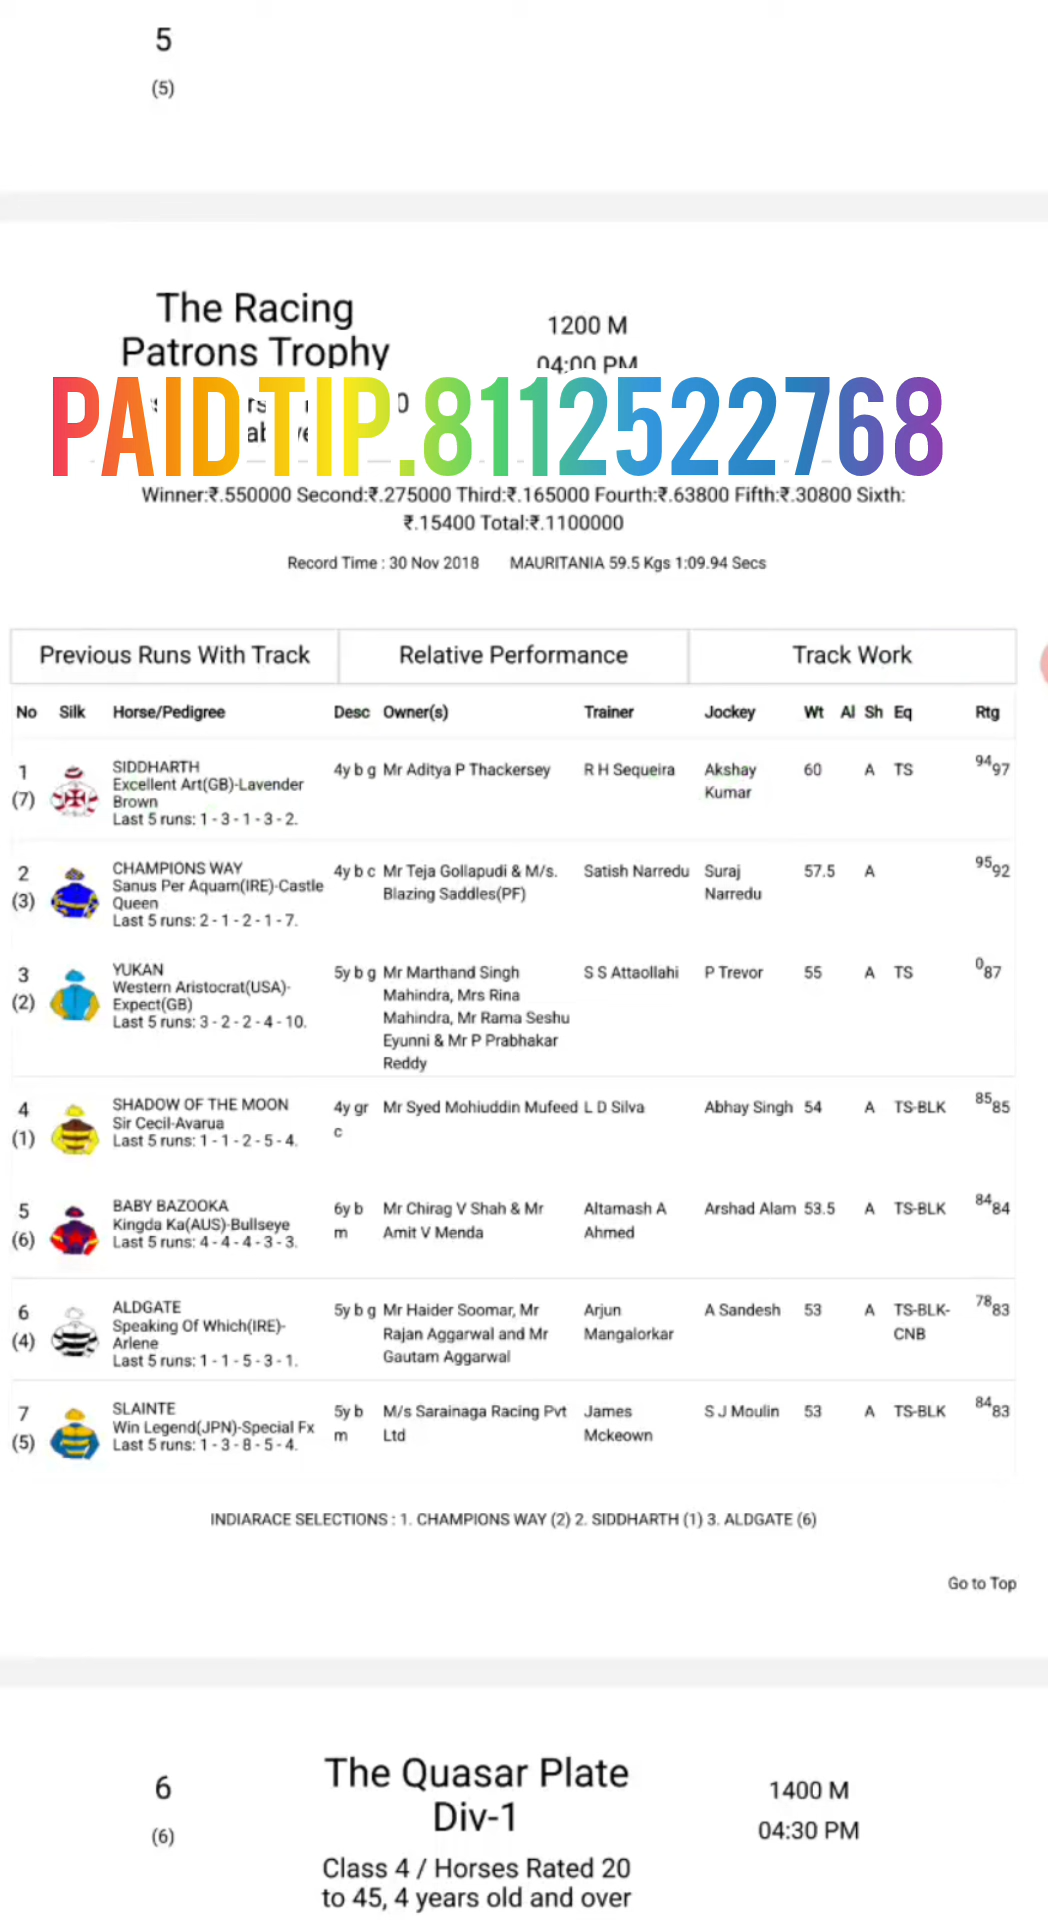 5
(5)
The Racing
Patrons Trophy
1200 M
04:00 PM
PAID TIP.8112522768
Winner:₹.550000 Second:₹.275000 Third:₹.165000 Fourth:₹.63800 Fifth:₹.30800 Sixth:
₹.15400 Total:₹.1100000
Record Time : 30 Nov 2018 MAURITANIA 59.5 Kgs 1:09.94 Secs
Previous Runs With Track Relative Performance Track Work
No Silk Horse/Pedigree Desc Owner(s) Trainer Jockey Wt Al Sh Eq Rtg
1 SIDDHARTH 4y b g Mr Aditya P Thackersey R H Sequeira Akshay 60 A TS 94 97
(7) Excellent Art(GB)-Lavender Kumar
Brown
Last 5 runs: 1 - 3 - 1 - 3 - 2.
2 CHAMPIONS WAY 4y b c Mr Teja Gollapudi & M/s. Satish Narredu Suraj 57.5 A 95 92
(3) Sanus Per Aquam(IRE)-Castle Blazing Saddles(PF) Narredu
Queen
Last 5 runs: 2 - 1 - 2 - 1 - 7.
3 YUKAN 5y b g Mr Marthand Singh S S Attaollahi P Trevor 55 A TS 0 87
(2) Western Aristocrat(USA)- Mahindra, Mrs Rina
Expect(GB) Mahindra, Mr Rama Seshu
Last 5 runs: 3 - 2 - 2 - 4 - 10. Eyunni & Mr P Prabhakar
Reddy
4 SHADOW OF THE MOON 4y gr Mr Syed Mohiuddin Mufeed L D Silva Abhay Singh 54 A TS-BLK 85 85
(1) Sir Cecil-Avarua c
Last 5 runs: 1 - 1 - 2 - 5 - 4.
5 BABY BAZOOKA 6y b Mr Chirag V Shah & Mr Altamash A Arshad Alam 53.5 A TS-BLK 84 84
(6) Kingda Ka(AUS)-Bullseye m Amit V Menda Ahmed
Last 5 runs: 4 - 4 - 4 - 3 - 3.
6 ALDGATE 5y b g Mr Haider Soomar, Mr Arjun A Sandesh 53 A TS-BLK- 78 83
(4) Speaking Of Which(IRE)- Rajan Aggarwal and Mr Mangalorkar CNB
Arlene Gautam Aggarwal
Last 5 runs: 1 - 1 - 5 - 3 - 1.
7 SLAINTE 5y b M/s Sarainaga Racing Pvt James S J Moulin 53 A TS-BLK 84 83
(5) Win Legend(JPN)-Special Fx m Ltd Mckeown
Last 5 runs: 1 - 3 - 8 - 5 - 4.
INDIARACE SELECTIONS : 1. CHAMPIONS WAY (2) 2. SIDDHARTH (1) 3. ALDGATE (6)
Go to Top
6
(6)
The Quasar Plate
Div-1
1400 M
04:30 PM
Class 4 / Horses Rated 20
to 45, 4 years old and over